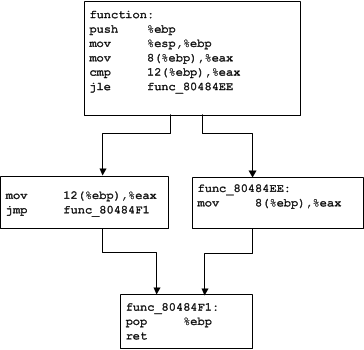 function:
push %ebp
mov %esp,%ebp
mov 8(%ebp),%eax
cmp 12(%ebp),%eax
jle func_80484EE
mov 12(%ebp),%eax
jmp func_80484F1
func_80484EE:
mov 8(%ebp),%eax
func_80484F1:
pop %ebp
ret